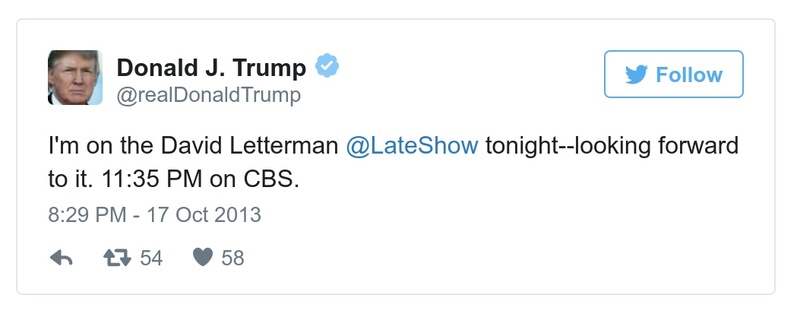 Donald J. Trump
@realDonaldTrump
Follow
I'm on the David Letterman @LateShow tonight--looking forward
to it. 11:35 PM on CBS.
8:29 PM - 17 Oct 2013
54 58